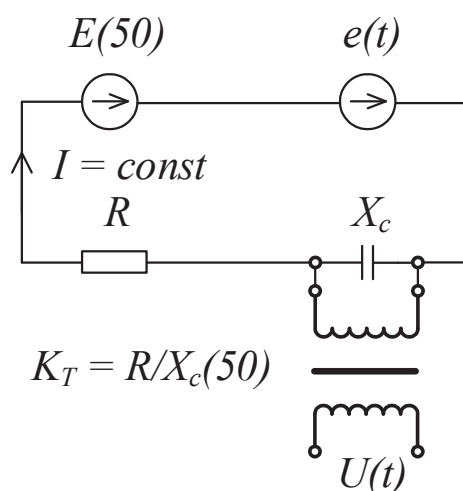 E(50) e(t)
I = const
R X_c
K_T = R/X_c(50)
U(t)